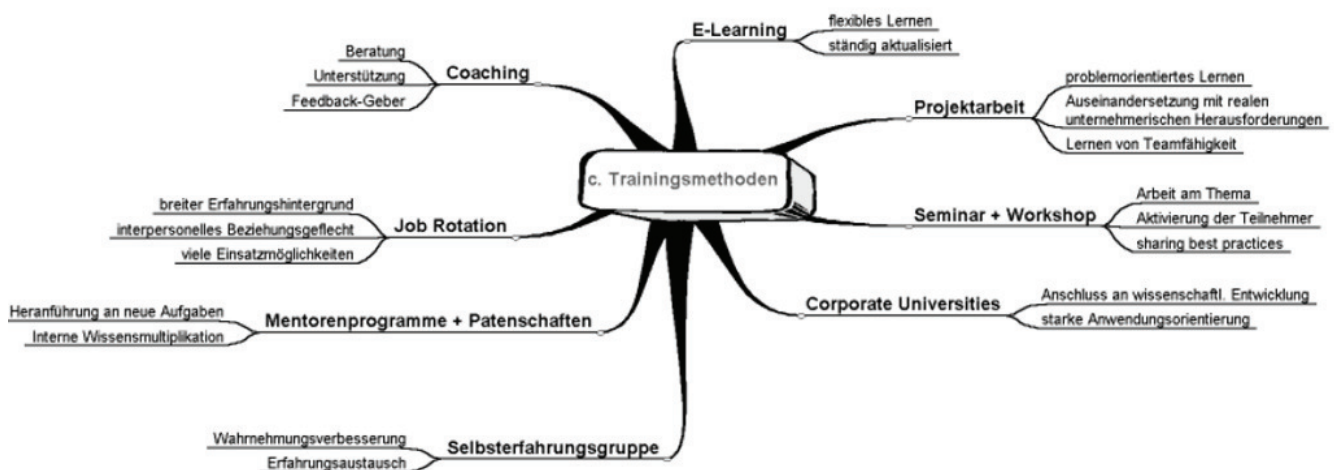 c. Trainingsmethoden
E-Learning
flexibles Lernen
ständig aktualisiert
Projektarbeit
problemorientiertes Lernen
Auseinandersetzung mit realen
unternehmerischen Herausforderungen
Lernen von Teamfähigkeit
Seminar + Workshop
Arbeit am Thema
Aktivierung der Teilnehmer
sharing best practices
Corporate Universities
Anschluss an wissenschaftl. Entwicklung
starke Anwendungsorientierung
Coaching
Beratung
Unterstützung
Feedback-Geber
Job Rotation
breiter Erfahrungshintergrund
interpersonelles Beziehungsgeflecht
viele Einsatzmöglichkeiten
Mentorenprogramme + Patenschaften
Heranführung an neue Aufgaben
Interne Wissensmultiplikation
Selbsterfahrungsgruppe
Wahrnehmungsverbesserung
Erfahrungsaustausch